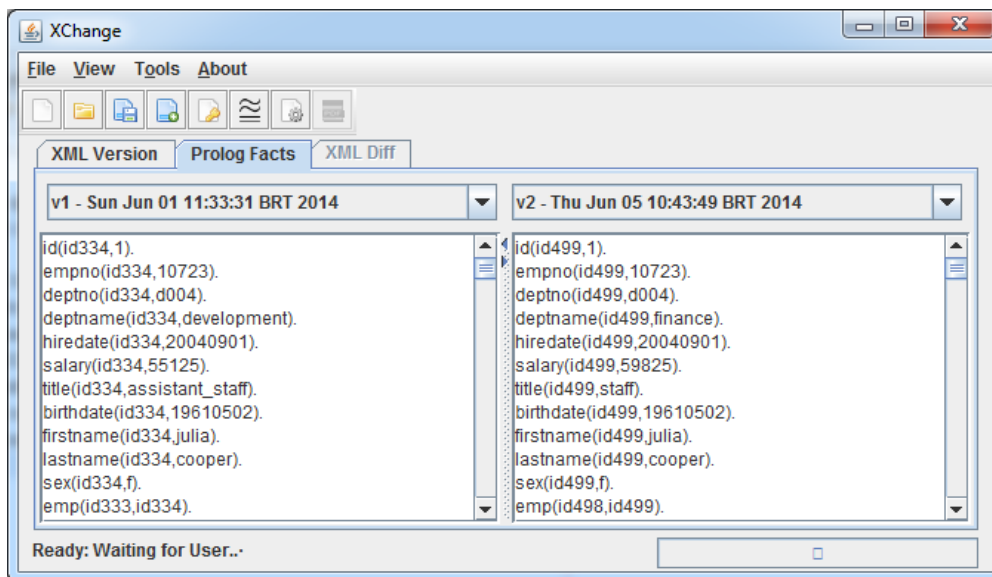 XChange
File View Tools About
XML Version Prolog Facts XML Diff
v1 - Sun Jun 01 11:33:31 BRT 2014
id(id334,1).
empno(id334,10723).
deptno(id334,d004).
deptname(id334,development).
hiredate(id334,20040901).
salary(id334,55125).
title(id334,assistant_staff).
birthdate(id334,19610502).
firstname(id334,julia).
lastname(id334,cooper).
sex(id334,f).
emp(id333,id334).
v2 - Thu Jun 05 10:43:49 BRT 2014
id(id499,1).
empno(id499,10723).
deptno(id499,d004).
deptname(id499,finance).
hiredate(id499,20040901).
salary(id499,59825).
title(id499,staff).
birthdate(id499,19610502).
firstname(id499,julia).
lastname(id499,cooper).
sex(id499,f).
emp(id498,id499).
Ready: Waiting for User..·